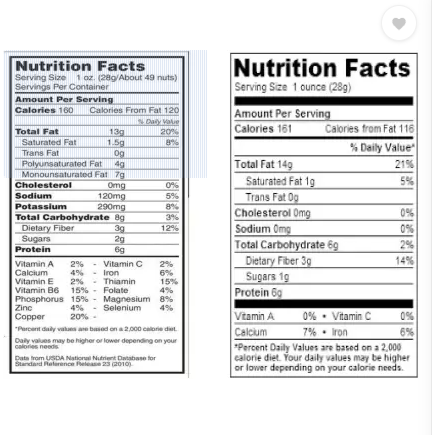 Nutrition Facts
Serving Size 1 oz. (28g/About 49 nuts)
Servings Per Container
Amount Per Serving
Calories 160 Calories From Fat 120
% Daily Value
Total Fat 13g 20%
Saturated Fat 1.5g 8%
Trans Fat 0g
Polyunsaturated Fat 4g
Monounsaturated Fat 7g
Cholesterol 0mg 0%
Sodium 120mg 5%
Potassium 290mg 8%
Total Carbohydrate 8g 3%
Dietary Fiber 3g 12%
Sugars 2g
Protein 6g
Vitamin A 2% - Vitamin C 2%
Calcium 4% - Iron 6%
Vitamin E 2% - Thiamin 15%
Vitamin B6 15% - Folate 4%
Phosphorus 15% - Magnesium 8%
Zinc 4% - Selenium 4%
Copper 20% -
*Percent daily values are based on a 2,000 calorie diet.
Daily values may be higher or lower depending on your
calories needs.
Data from USDA National Nutrient Database for
Standard Reference Release 23 (2010).
Nutrition Facts
Serving Size 1 ounce (28g)
Amount Per Serving
Calories 161 Calories from Fat 116
% Daily Value*
Total Fat 14g 21%
Saturated Fat 1g 5%
Trans Fat 0g
Cholesterol 0mg 0%
Sodium 0mg 0%
Total Carbohydrate 6g 2%
Dietary Fiber 3g 14%
Sugars 1g
Protein 6g
Vitamin A 0% • Vitamin C 0%
Calcium 7% • Iron 6%
*Percent Daily Values are based on a 2,000
calorie diet. Your daily values may be higher
or lower depending on your calorie needs.